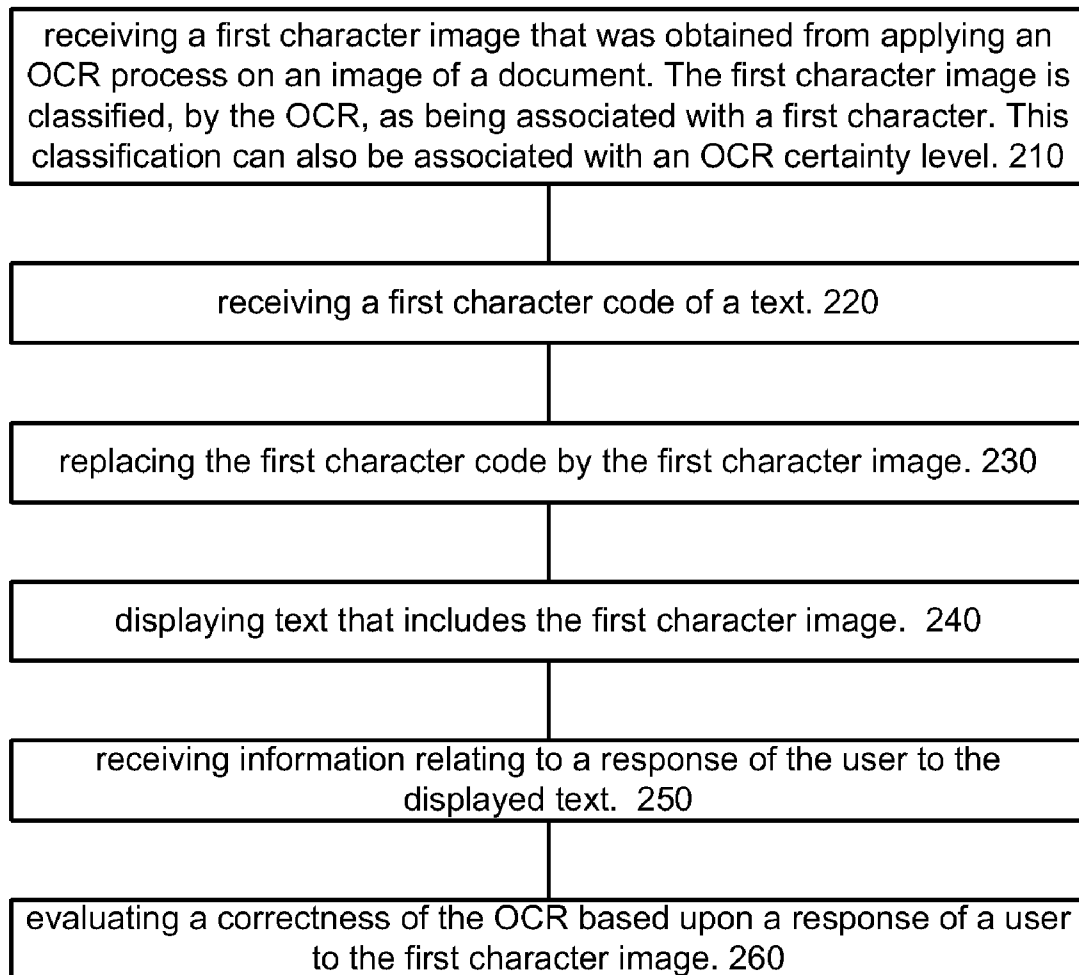 receiving a first character image that was obtained from applying an
OCR process on an image of a document. The first character image is
classified, by the OCR, as being associated with a first character. This
classification can also be associated with an OCR certainty level. 210
receiving a first character code of a text. 220
replacing the first character code by the first character image. 230
displaying text that includes the first character image. 240
receiving information relating to a response of the user to the
displayed text. 250
evaluating a correctness of the OCR based upon a response of a user
to the first character image. 260